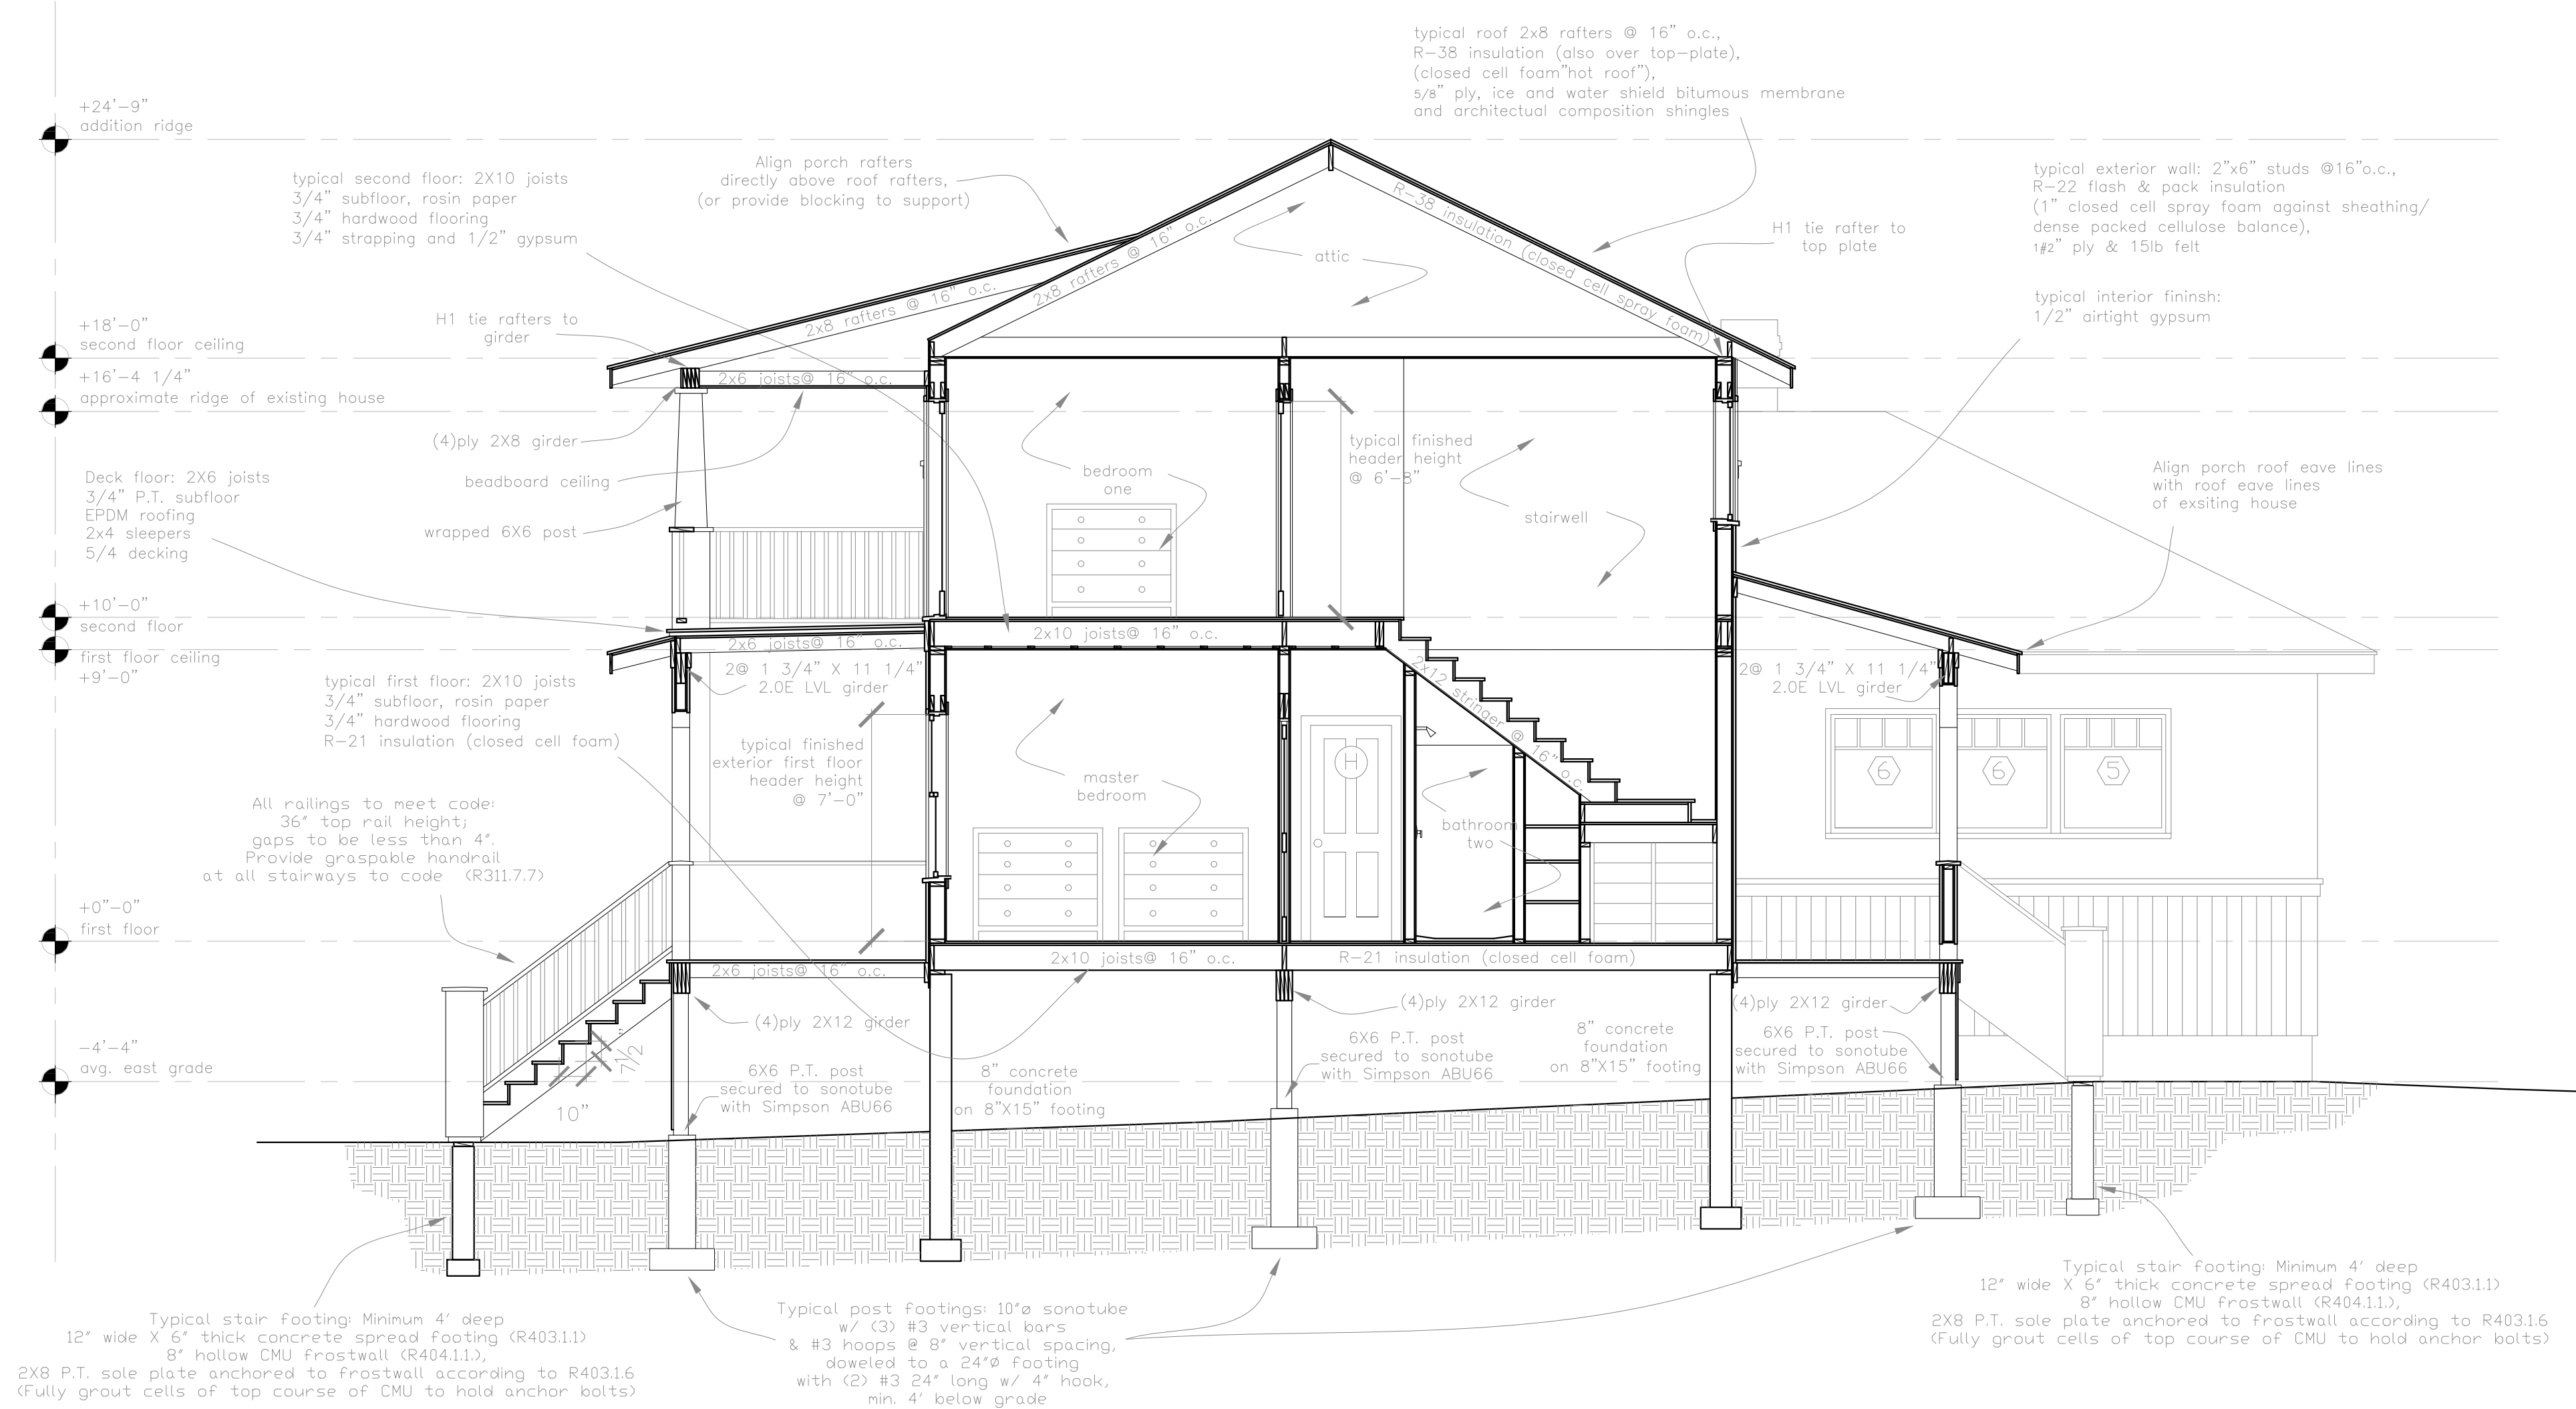 typical roof 2x8 rafters @ 16" o.c.,
R-38 insulation (also over top-plate),
(closed cell foam"hot roof"),
5/8" ply, ice and water shield bitumous membrane
and architectual composition shingles
+24'-9"
addition ridge
Align porch rafters
directly above roof rafters,
(or provide blocking to support)
typical second floor: 2X10 joists
3/4" subfloor, rosin paper
3/4" hardwood flooring
3/4" strapping and 1/2" gypsum
typical exterior wall: 2"x6" studs @16"o.c.,
R-22 flash & pack insulation
(1" closed cell spray foam against sheathing/
dense packed cellulose balance),
1#2" ply & 15lb felt
H1 tie rafter to
top plate
R-38 insulation (closed cell spray foam)
2x8 rafters @ 16" o.c.
attic
2x8 rafters @ 16" o.c.
typical interior fininsh:
1/2" airtight gypsum
H1 tie rafters to
girder
+18'-0"
second floor ceiling
+16'-4 1/4"
approximate ridge of existing house
2x6 joists@ 16" o.c.
(4)ply 2X8 girder
typical finished
header height
@ 6'-8"
beadboard ceiling
bedroom
one
stairwell
wrapped 6X6 post
Deck floor: 2X6 joists
3/4" P.T. subfloor
EPDM roofing
2x4 sleepers
5/4 decking
Align porch roof eave lines
with roof eave lines
of exsiting house
+10'-0"
second floor
first floor ceiling
+9'-0"
2x6 joists@ 16" o.c.
2x10 joists@ 16" o.c.
2@ 1 3/4" X 11 1/4"
2.0E LVL girder
2x12 stringer @ 16" o.c.
2@ 1 3/4" X 11 1/4"
2.0E LVL girder
typical first floor: 2X10 joists
3/4" subfloor, rosin paper
3/4" hardwood flooring
R-21 insulation (closed cell foam)
typical finished
exterior first floor
header height
@ 7'-0"
master
bedroom
H
bathroom
two
6
6
5
All railings to meet code:
36" top rail height;
gaps to be less than 4".
Provide graspable handrail
at all stairways to code (R311.7.7)
+0"-0"
first floor
2x6 joists@ 16" o.c.
2x10 joists@ 16" o.c.
R-21 insulation (closed cell foam)
(4)ply 2X12 girder
(4)ply 2X12 girder
(4)ply 2X12 girder
-4'-4"
avg. east grade
7 1/2"
10"
6X6 P.T. post
secured to sonotube
with Simpson ABU66
8" concrete
foundation
on 8"X15" footing
6X6 P.T. post
secured to sonotube
with Simpson ABU66
8" concrete
foundation
on 8"X15" footing
6X6 P.T. post
secured to sonotube
with Simpson ABU66
Typical stair footing: Minimum 4' deep
12" wide X 6" thick concrete spread footing (R403.1.1)
8" hollow CMU frostwall (R404.1.1.),
2X8 P.T. sole plate anchored to frostwall according to R403.1.6
(Fully grout cells of top course of CMU to hold anchor bolts)
Typical post footings: 10"ø sonotube
w/ (3) #3 vertical bars
& #3 hoops @ 8" vertical spacing,
doweled to a 24"Ø footing
with (2) #3 24" long w/ 4" hook,
min. 4' below grade
Typical stair footing: Minimum 4' deep
12" wide X 6" thick concrete spread footing (R403.1.1)
8" hollow CMU frostwall (R404.1.1.),
2X8 P.T. sole plate anchored to frostwall according to R403.1.6
(Fully grout cells of top course of CMU to hold anchor bolts)